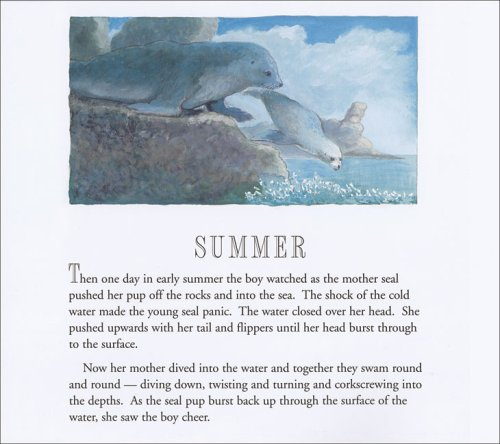 SUMMER
Then one day in early summer the boy watched as the mother seal
pushed her pup off the rocks and into the sea. The shock of the cold
water made the young seal panic. The water closed over her head. She
pushed upwards with her tail and flippers until her head burst through
to the surface.
Now her mother dived into the water and together they swam round
and round — diving down, twisting and turning and corkscrewing into
the depths. As the seal pup burst back up through the surface of the
water, she saw the boy cheer.